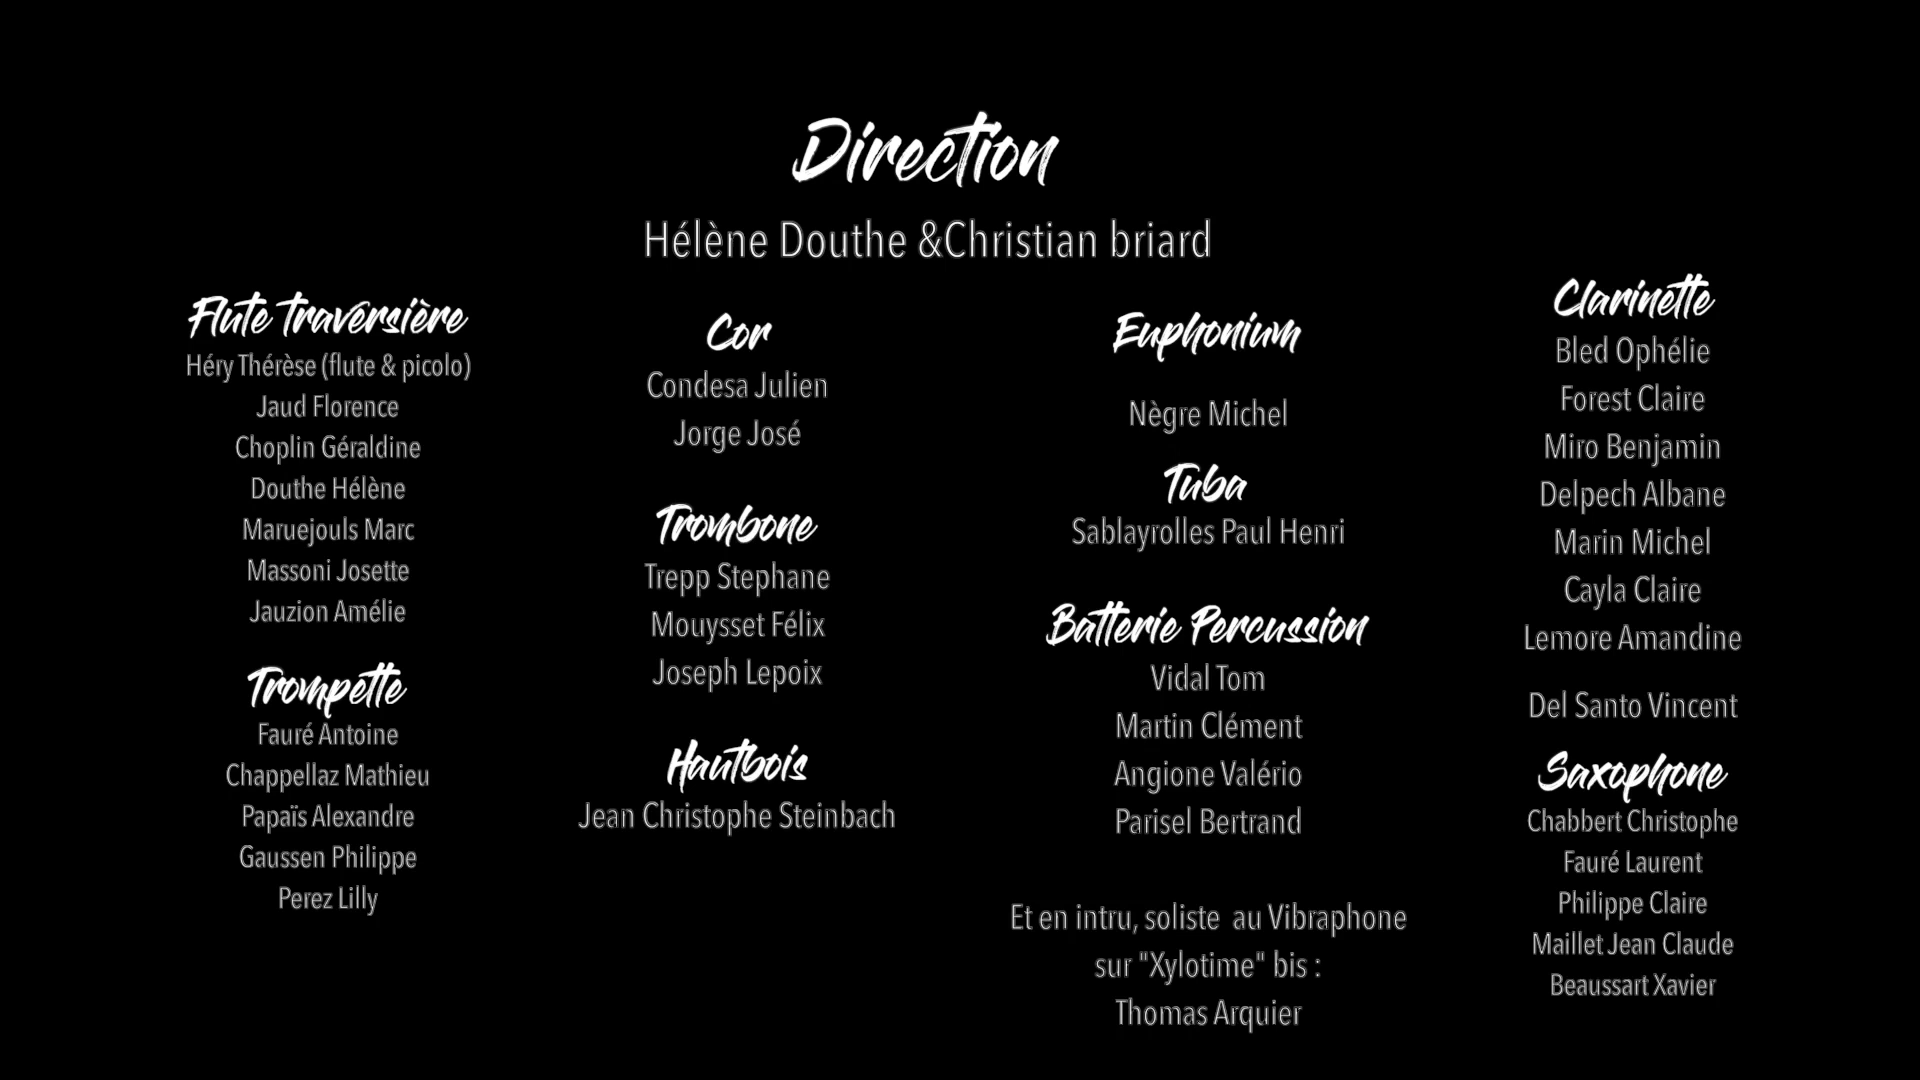 Direction
Hélène Douthe &Christian briard
Flute traversière
Héry Thérèse (flute & picolo)
Jaud Florence
Choplin Géraldine
Douthe Hélène
Maruejouls Marc
Massoni Josette
Jauzion Amélie
Trompette
Fauré Antoine
Chappellaz Mathieu
Papaïs Alexandre
Gaussen Philippe
Perez Lilly
Cor
Condesa Julien
Jorge José
Trombone
Trepp Stephane
Mouysset Félix
Joseph Lepoix
Hautbois
Jean Christophe Steinbach
Euphonium
Nègre Michel
Tuba
Sablayrolles Paul Henri
Batterie Percussion
Vidal Tom
Martin Clément
Angione Valério
Parisel Bertrand
Et en intru, soliste  au Vibraphone
sur "Xylotime" bis :
Thomas Arquier
Clarinette
Bled Ophélie
Forest Claire
Miro Benjamin
Delpech Albane
Marin Michel
Cayla Claire
Lemore Amandine
Del Santo Vincent
Saxophone
Chabbert Christophe
Fauré Laurent
Philippe Claire
Maillet Jean Claude
Beaussart Xavier